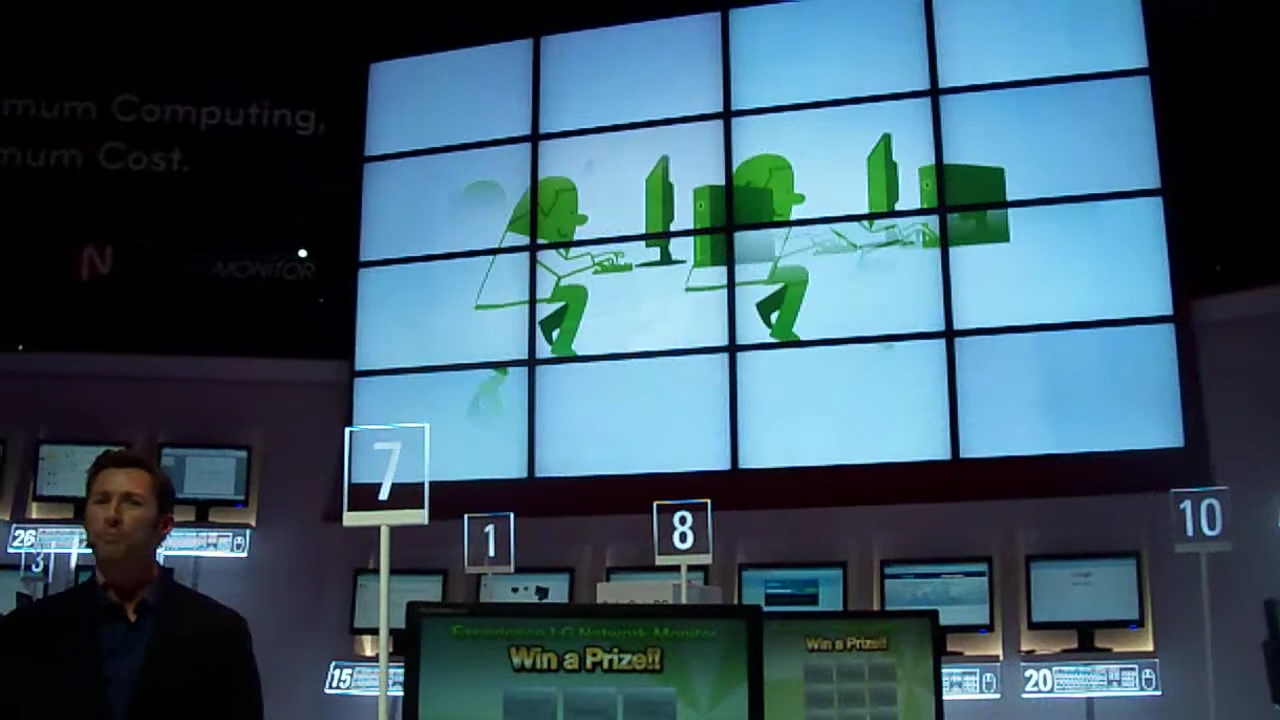 mum Computing,
mum Cost.
N
MONITOR
7
1
8
10
26
3
15
20
Experience LG Network Monitor
Win a Prize!!
Win a Prize!!